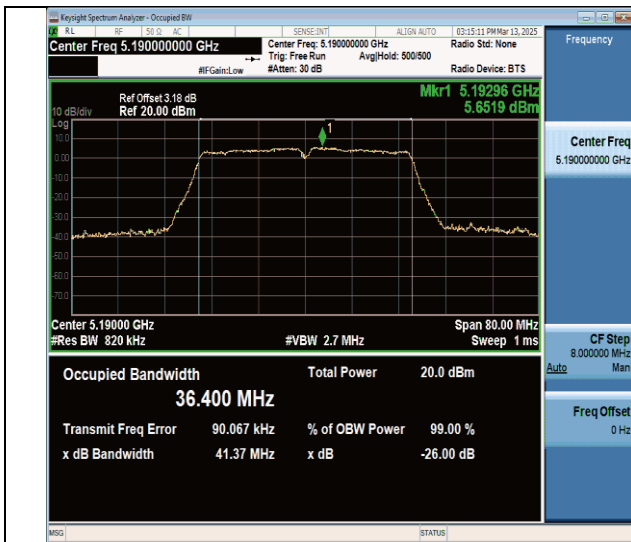 Keysight Spectrum Analyzer - Occupied BW
RL RF 50 Ω AC SENSE:INT ALIGN AUTO 03:15:11 PM Mar 13, 2025
Center Freq 5.190000000 GHz
Center Freq: 5.190000000 GHz
Radio Std: None
Trig: Free Run Avg|Hold: 500/500
#IFGain:Low #Atten: 30 dB Radio Device: BTS
Frequency
Mkr1 5.19296 GHz
5.6519 dBm
Ref Offset 3.18 dB
10 dB/div Ref 20.00 dBm
Log
1
10.0
0.00
-10.0
-20.0
-30.0
-40.0
-50.0
-60.0
-70.0
Center 5.19000 GHz Span 80.00 MHz
#Res BW 820 kHz #VBW 2.7 MHz Sweep 1 ms
Center Freq
5.190000000 GHz
CF Step
8.000000 MHz
Auto Man
Freq Offset
0 Hz
Occupied Bandwidth Total Power 20.0 dBm
36.400 MHz
Transmit Freq Error 90.067 kHz % of OBW Power 99.00 %
x dB Bandwidth 41.37 MHz x dB -26.00 dB
MSG STATUS